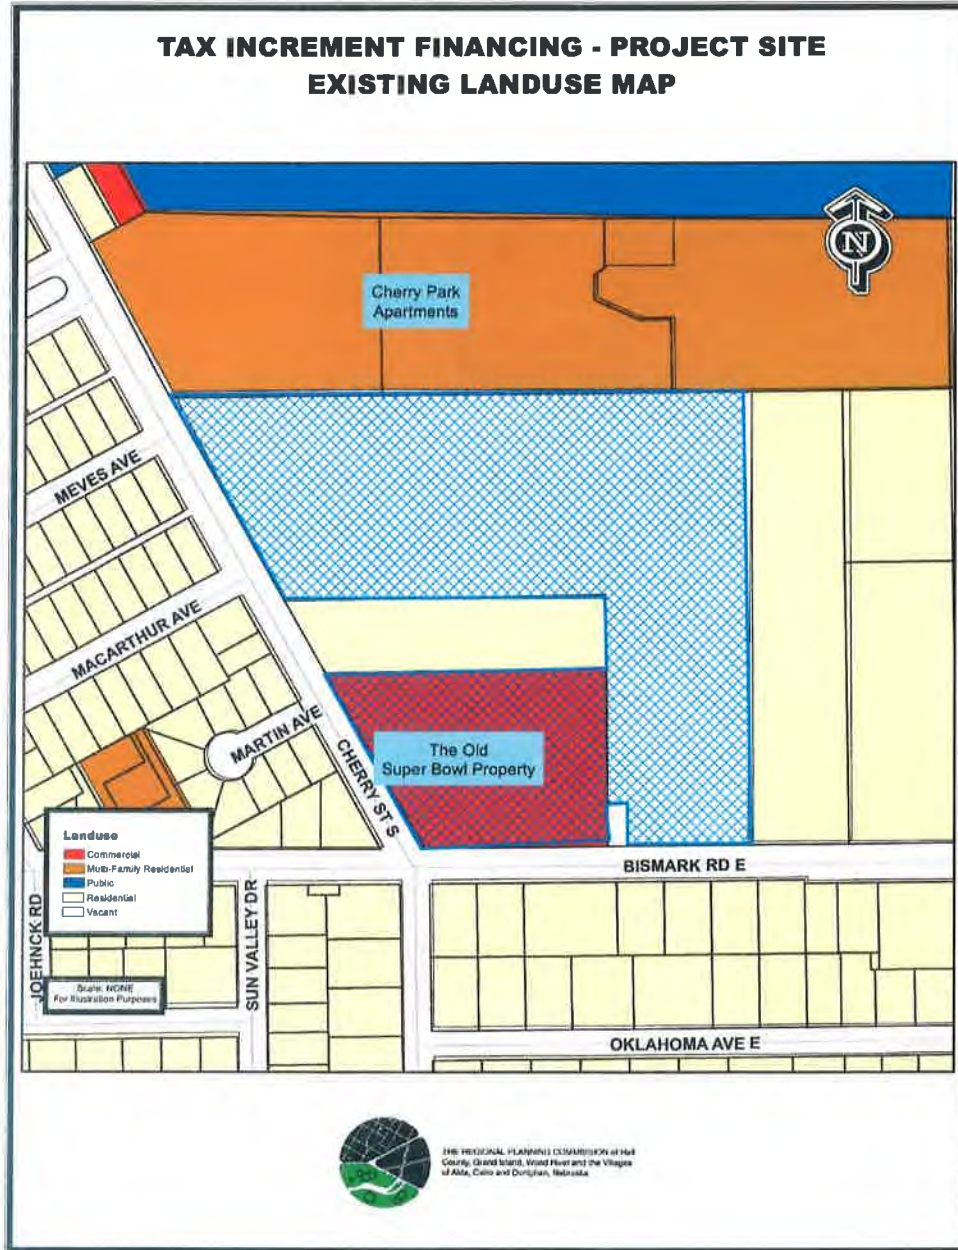 TAX INCREMENT FINANCING - PROJECT SITE
EXISTING LANDUSE MAP
N
Cherry Park
Apartments
MEVES AVE
MACARTHUR AVE
MARTIN AVE
CHERRY ST S
The Old
Super Bowl Property
BISMARK RD E
Landuse
Commercial
Multi-Family Residential
Public
Residential
Vacant
JOEHNCK RD
SUN VALLEY DR
Scale: NONE
For Illustration Purposes
OKLAHOMA AVE E
THE REGIONAL PLANNING COMMISSION of Hall
County, Grand Island, Wood River and the Villages
of Alda, Cairo and Doniphan, Nebraska